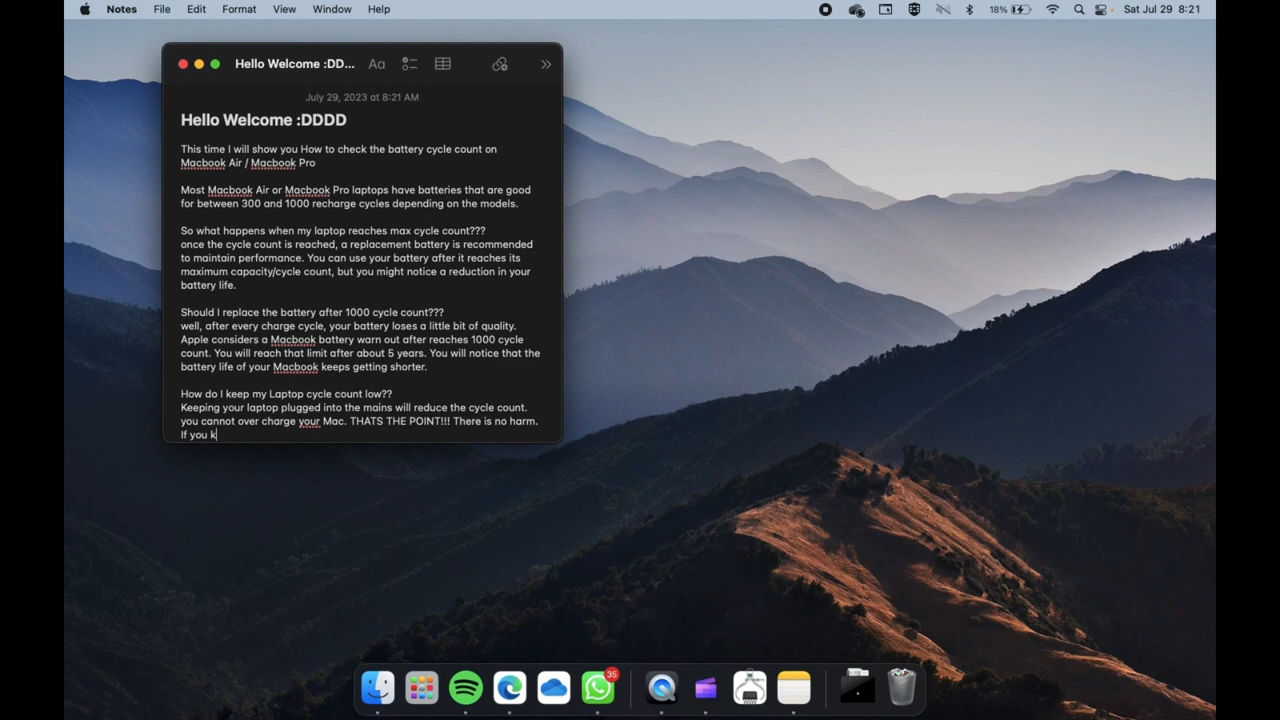 Notes File Edit Format View Window Help 18% Sat Jul 29 8:21
Hello Welcome :DD...
Aa
July 29, 2023 at 8:21 AM
Hello Welcome :DDDD
This time I will show you How to check the battery cycle count on
Macbook Air / Macbook Pro
Most Macbook Air or Macbook Pro laptops have batteries that are good
for between 300 and 1000 recharge cycles depending on the models.
So what happens when my laptop reaches max cycle count???
once the cycle count is reached, a replacement battery is recommended
to maintain performance. You can use your battery after it reaches its
maximum capacity/cycle count, but you might notice a reduction in your
battery life.
Should I replace the battery after 1000 cycle count???
well, after every charge cycle, your battery loses a little bit of quality.
Apple considers a Macbook battery warn out after reaches 1000 cycle
count. You will reach that limit after about 5 years. You will notice that the
battery life of your Macbook keeps getting shorter.
How do I keep my Laptop cycle count low??
Keeping your laptop plugged into the mains will reduce the cycle count.
you cannot over charge your Mac. THATS THE POINT!!! There is no harm.
If you k
35